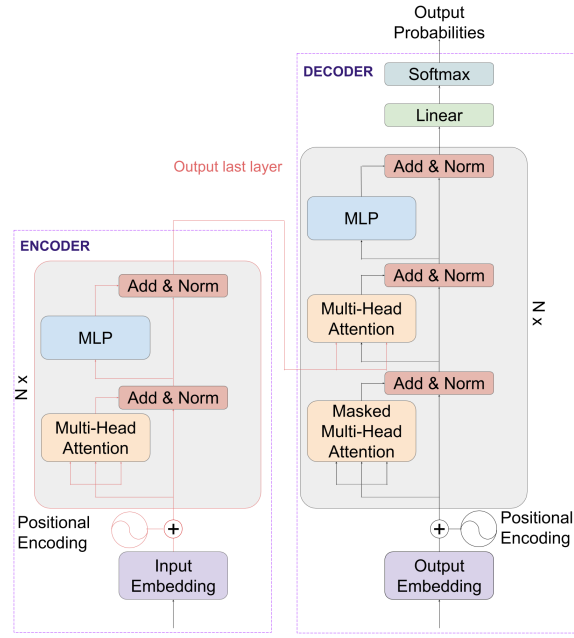 Output
Probabilities
DECODER
Softmax
Linear
Add & Norm
MLP
Add & Norm
Multi-Head
Attention
N x
Add & Norm
Masked
Multi-Head
Attention
Positional
Encoding
Output
Embedding
Output last layer
ENCODER
Add & Norm
MLP
N x
Add & Norm
Multi-Head
Attention
Positional
Encoding
Input
Embedding